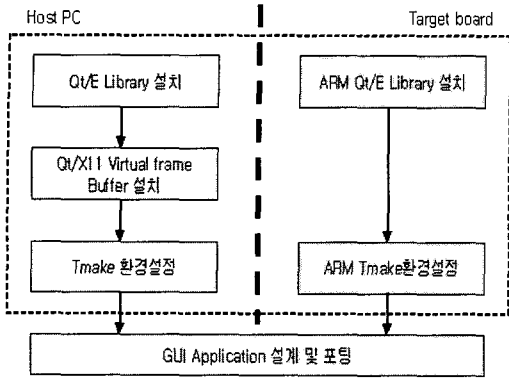 Host PC
Target board
Qt/E Library 설치
ARM Qt/E Library 설치
Qt/X11 Virtual frame
Buffer 설치
Tmake 환경설정
ARM Tmake환경설정
GUI Application 설계 및 포팅